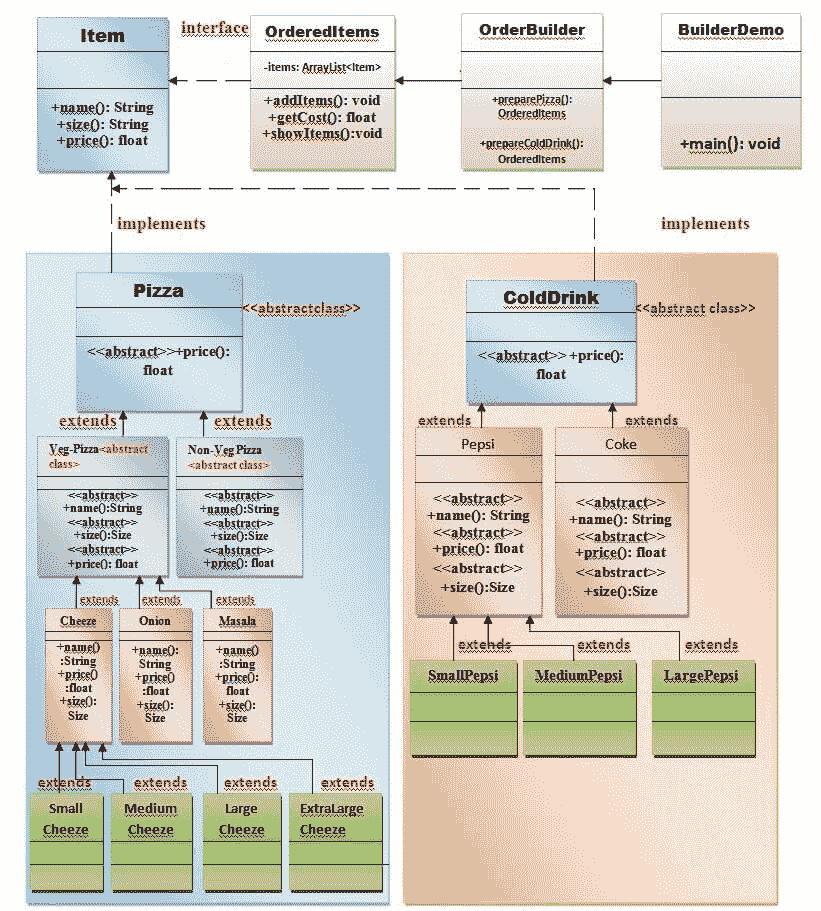 Item
+name(): String
+size(): String
+price(): float
interface
OrderedItems
-items: ArrayList<Item>
+addItems(): void
+getCost(): float
+showItems():void
OrderBuilder
+preparePizza():
OrderedItems
+prepareColdDrink():
OrderedItems
BuilderDemo
+main(): void
implements
implements
Pizza
<<abstractclass>>
<<abstract>>+price():
float
extends
extends
Veg-Pizza<abstract
class>
<<abstract>>
+name():String
<<abstract>>
+size():Size
<<abstract>>
+price(): float
Non-Veg Pizza
<abstract class>
<<abstract>>
+name():String
<<abstract>>
+size():Size
<<abstract>>
+price(): float
extends
extends
extends
Cheeze
+name()
:String
+price()
:float
+size():
Size
Onion
+name():
String
+price()
:float
+size():
Size
Masala
+name()
:String
+price():
float
+size():
Size
extends
extends
extends
extends
Small
Cheeze
Medium
Cheeze
Large
Cheeze
ExtraLarge
Cheeze
ColdDrink
<<abstract class>>
<<abstract>> +price():
float
extends
extends
Pepsi
<<abstract>>
+name(): String
<<abstract>>
+price(): float
<<abstract>>
+size():Size
Coke
<<abstract>>
+name(): String
<<abstract>>
+price(): float
<<abstract>>
+size():Size
extends
extends
extends
SmallPepsi
MediumPepsi
LargePepsi